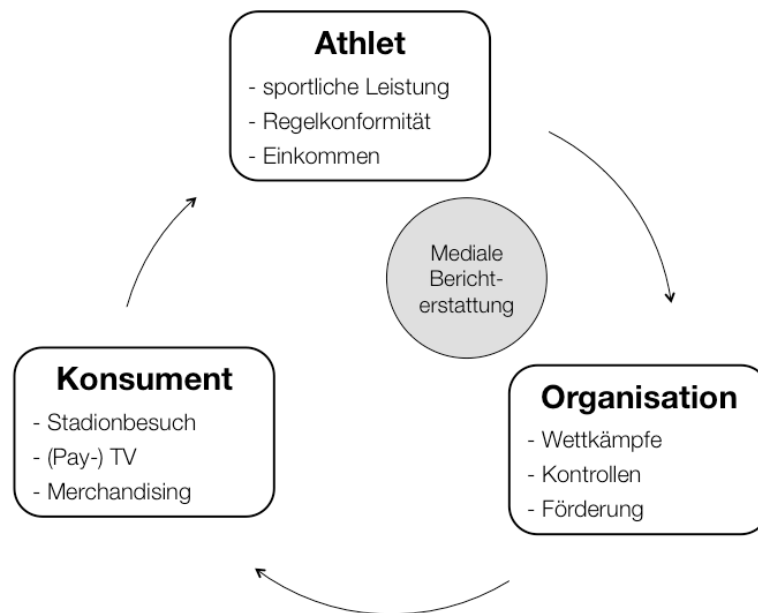 Athlet
- sportliche Leistung
- Regelkonformität
- Einkommen
Mediale
Bericht-
erstattung
Konsument
- Stadionbesuch
- (Pay-) TV
- Merchandising
Organisation
- Wettkämpfe
- Kontrollen
- Förderung